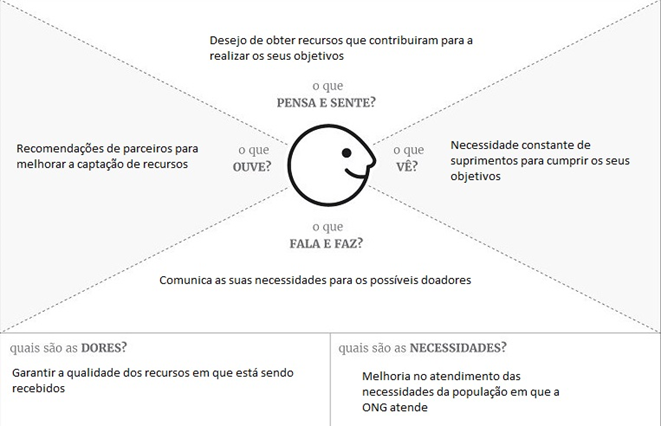 Desejo de obter recursos que contribuiram para a
realizar os seus objetivos
o que
PENSA E SENTE?
Recomendações de parceiros para
melhorar a captação de recursos
o que
OUVE?
o que
VÊ?
Necessidade constante de
suprimentos para cumprir os seus
objetivos
o que
FALA E FAZ?
Comunica as suas necessidades para os possíveis doadores
quais são as DORES?
Garantir a qualidade dos recursos em que está sendo
recebidos
quais são as NECESSIDADES?
Melhoria no atendimento das
necessidades da população em que a
ONG atende